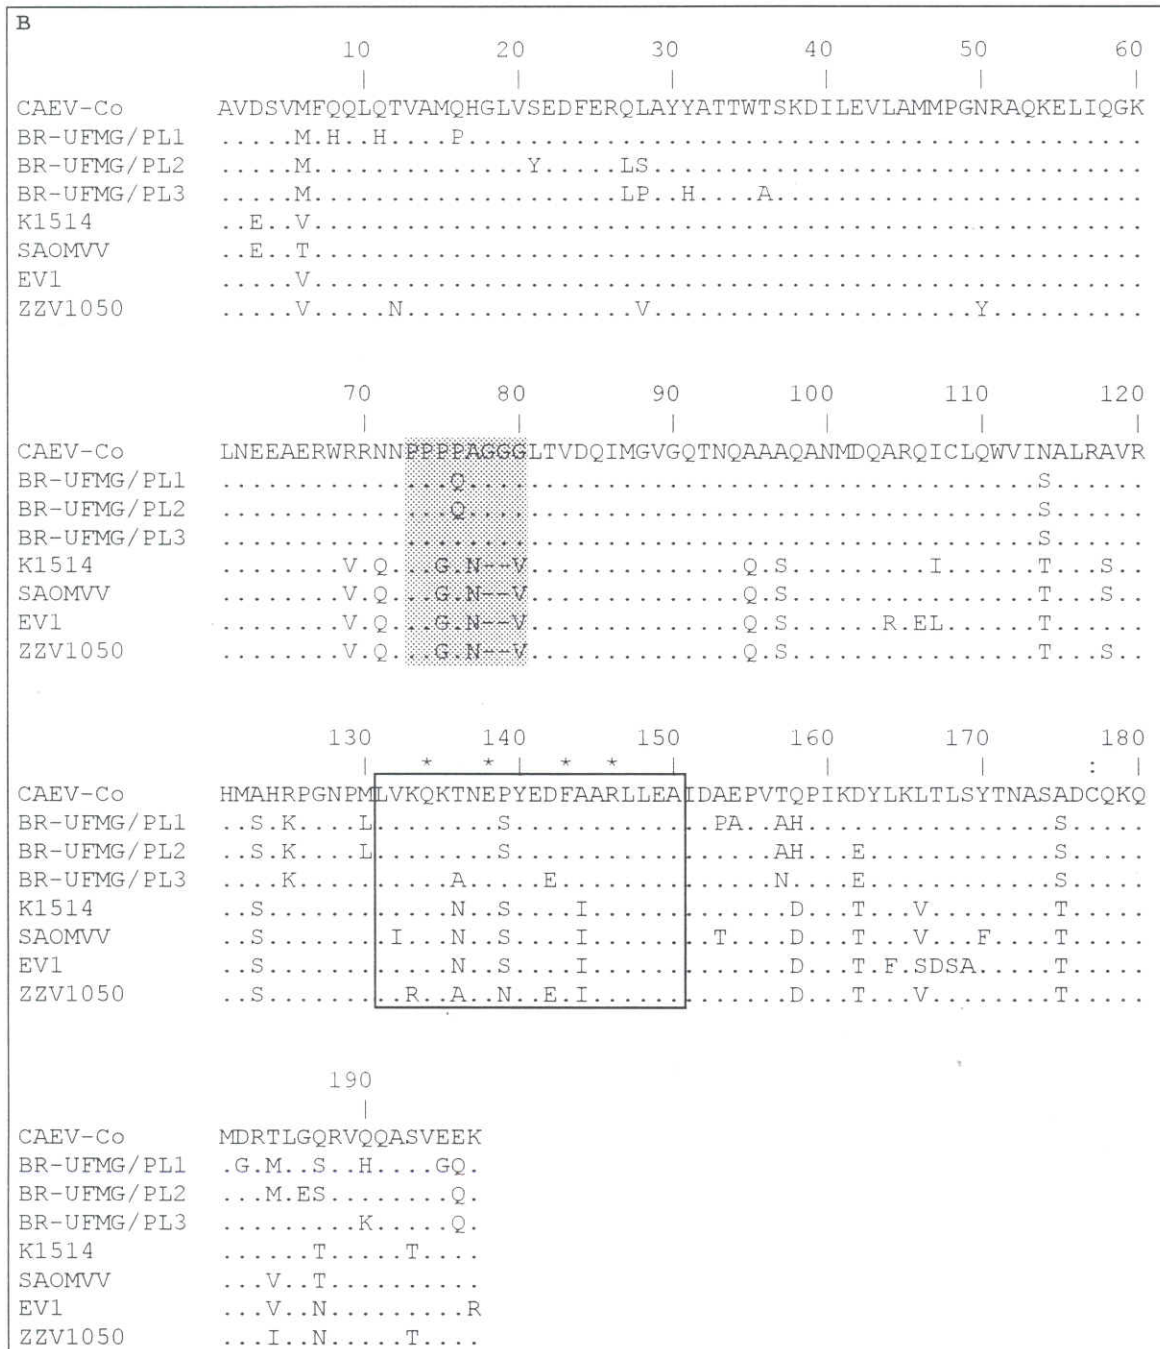 B
10 20 30 40 50 60
| | | | | |
CAEV-Co AVDSVMFQQLQTVAMQHGLVSEDFERQLAYYATTWTSKDILEVLAMMPGNRAQKELIQGK
BR-UFMG/PL1 .....M.H..H....P............................................
BR-UFMG/PL2 .....M..............Y.....LS................................
BR-UFMG/PL3 .....M....................LP..H....A........................
K1514 ..E..V......................................................
SAOMVV ..E..T......................................................
EV1 .....V......................................................
ZZV1050 .....V.....N...............V.....................Y..........
70 80 90 100 110 120
| | | | | |
CAEV-Co LNEEAERWRRNNPPPPAGGGLTVDQIMGVGQTNQAAAQANMDQARQICLQWVINALRAVR
BR-UFMG/PL1 ...............Q.....................................S......
BR-UFMG/PL2 ...............Q.....................................S......
BR-UFMG/PL3 .....................................................S......
K1514 ........V.Q...G.N--V..............Q.S.........I......T...S..
SAOMVV ........V.Q...G.N--V..............Q.S................T...S..
EV1 ........V.Q...G.N--V..............Q.S......R.EL......T......
ZZV1050 ........V.Q...G.N--V..............Q.S................T...S..
130 140 150 160 170 180
| * * | * * | | | : |
CAEV-Co HMAHRPGNPMLVKQKTNEPYEDFAARLLEAIDAEPVTQPIKDYLKLTLSYTNASADCQKQ
BR-UFMG/PL1 ..S.K....L........S.............PA..AH................S.....
BR-UFMG/PL2 ..S.K....L........S.................AH...E............S.....
BR-UFMG/PL3 ....K..........A.....E..............N....E............S.....
K1514 ..S............N..S....I.............D...T...V........T.....
SAOMVV ..S........I...N..S....I........T....D...T...V...F....T.....
EV1 ..S............N..S....I.............D...T.F.SDSA.....T.....
ZZV1050 ..S.........R..A..N..E.I.............D...T...V........T.....
190
|
CAEV-Co MDRTLGQRVQQASVEEK
BR-UFMG/PL1 .G.M..S..H....GQ.
BR-UFMG/PL2 ...M.ES........Q.
BR-UFMG/PL3 .........K.....Q.
K1514 ......T.....T....
SAOMVV ...V..T..........
EV1 ...V..N.........R
ZZV1050 ...I..N.....T....